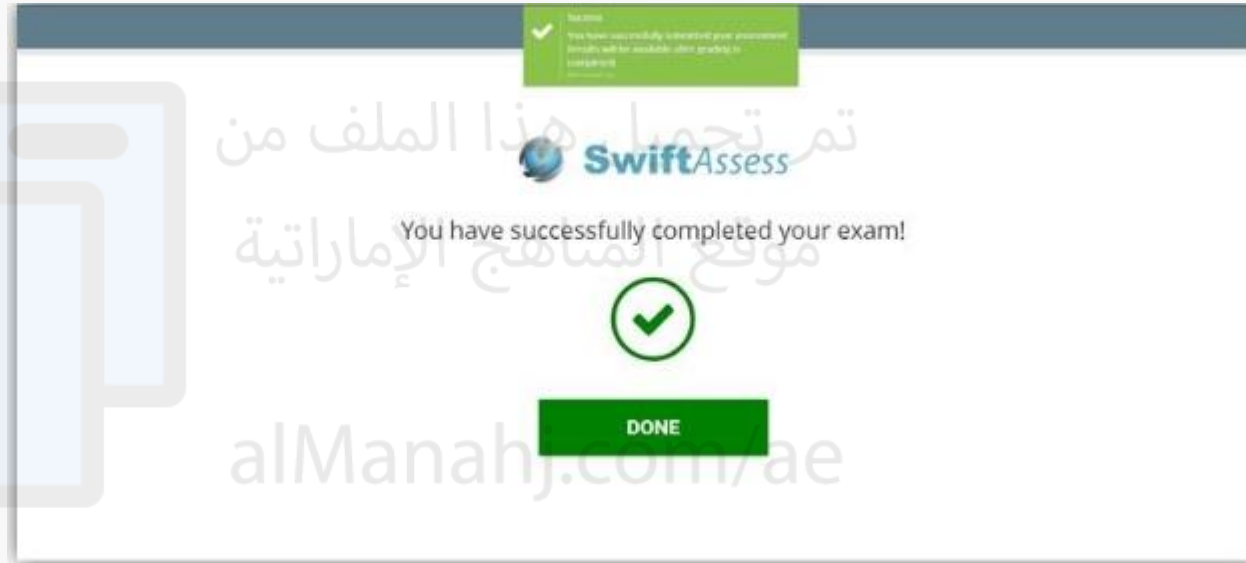 Success
You have successfully submitted your assessment
Results will be available after grading is
completed
تم تحميل هذا الملف من
SwiftAssess
You have successfully completed your exam!
موقع المناهج الإماراتية
DONE
alManahj.com/ae